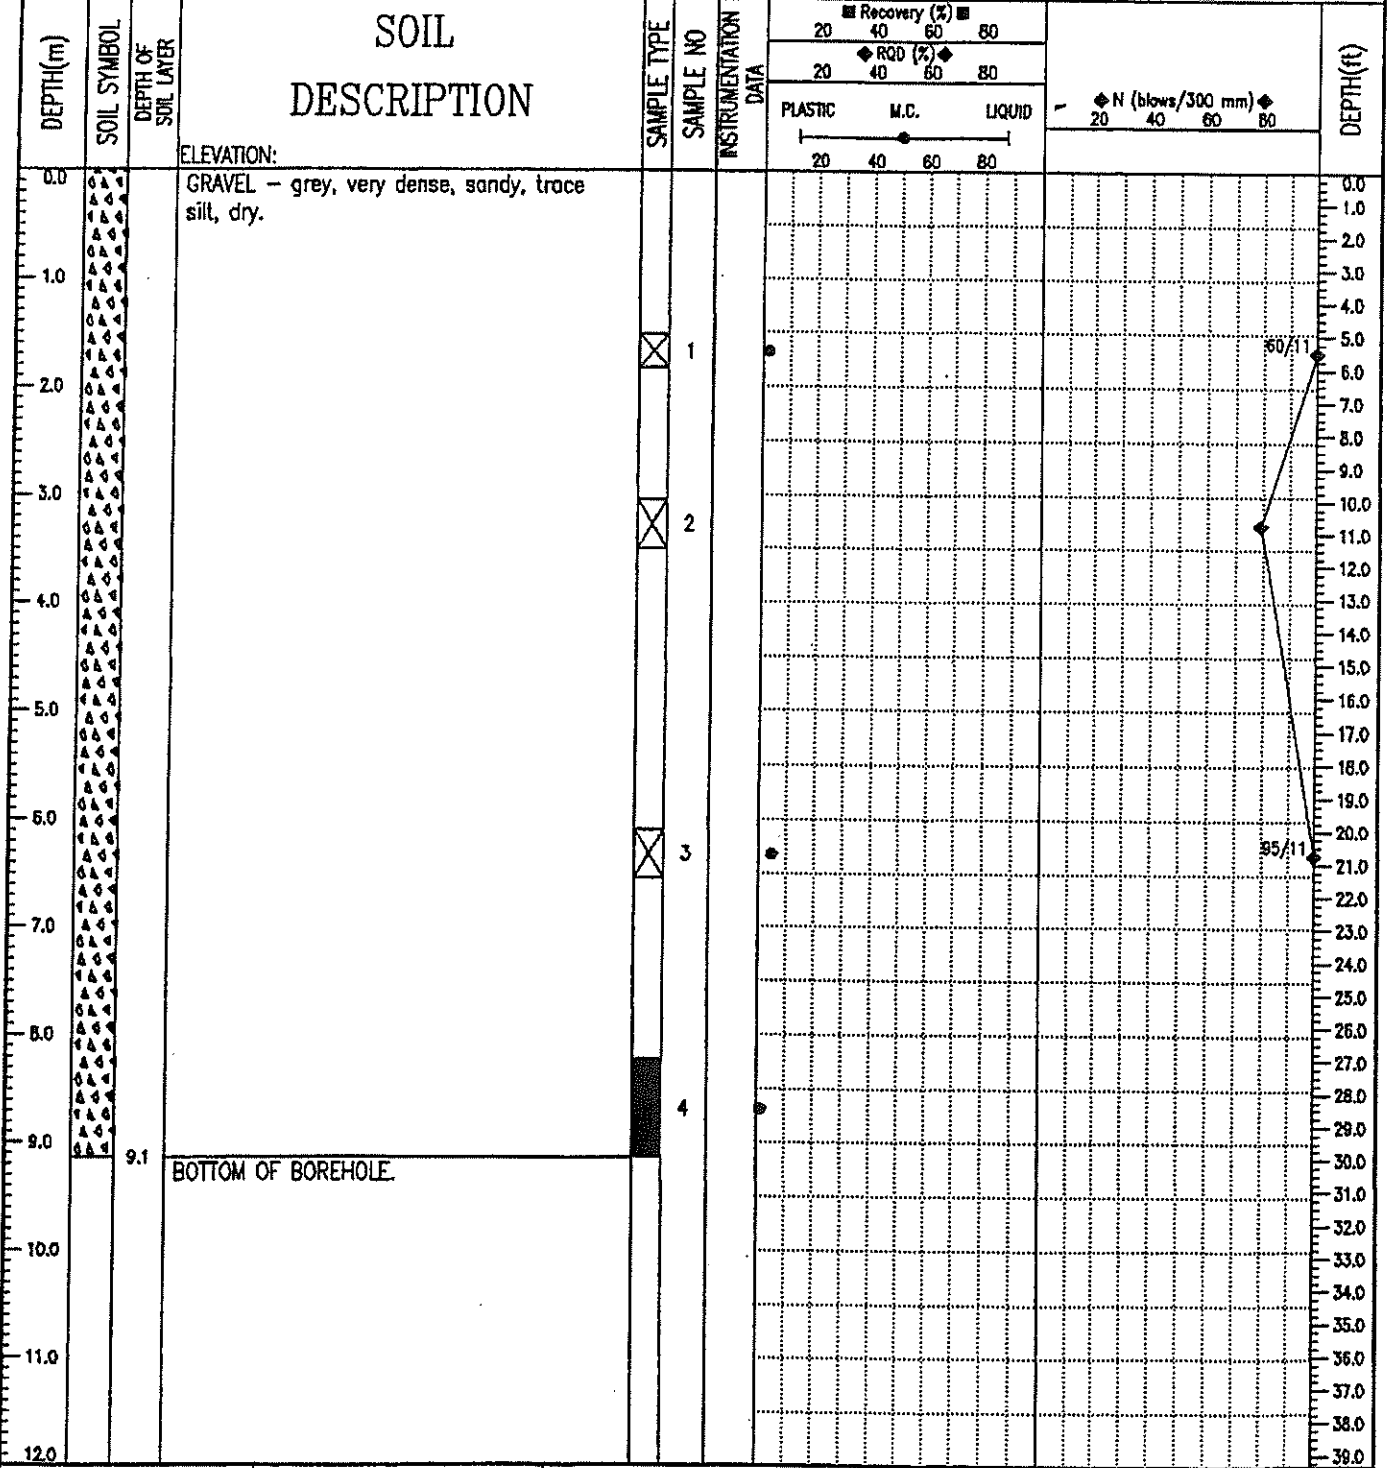 DEPTH(m)
SOIL SYMBOL
DEPTH OF
SOIL LAYER
SOIL
DESCRIPTION
ELEVATION:
SAMPLE TYPE
SAMPLE NO
INSTRUMENTATION
DATA
Recovery (%)
20 40 60 80
RQD (%)
20 40 60 80
PLASTIC M.C. LIQUID
20 40 60 80
N (blows/300 mm)
20 40 60 80
DEPTH(ft)
GRAVEL – grey, very dense, sandy, trace
silt, dry.
0.0
1.0
2.0
3.0
4.0
5.0
6.0
7.0
8.0
9.0
10.0
11.0
12.0
9.1
BOTTOM OF BOREHOLE.
1
2
3
4
60/11
95/11
0.0
1.0
2.0
3.0
4.0
5.0
6.0
7.0
8.0
9.0
10.0
11.0
12.0
13.0
14.0
15.0
16.0
17.0
18.0
19.0
20.0
21.0
22.0
23.0
24.0
25.0
26.0
27.0
28.0
29.0
30.0
31.0
32.0
33.0
34.0
35.0
36.0
37.0
38.0
39.0